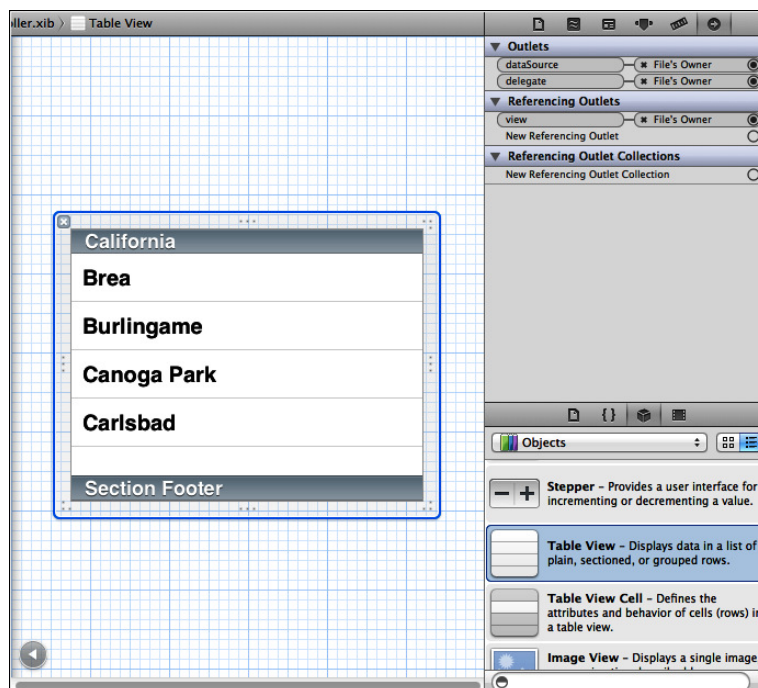 ller.xib
Table View
California
Brea
Burlingame
Canoga Park
Carlsbad
Section Footer
Outlets
dataSource File's Owner
delegate File's Owner
Referencing Outlets
view File's Owner
New Referencing Outlet
Referencing Outlet Collections
New Referencing Outlet Collection
{ }
Objects
Stepper – Provides a user interface for
incrementing or decrementing a value.
Table View – Displays data in a list of
plain, sectioned, or grouped rows.
Table View Cell – Defines the
attributes and behavior of cells (rows) in
a table view.
Image View – Displays a single image